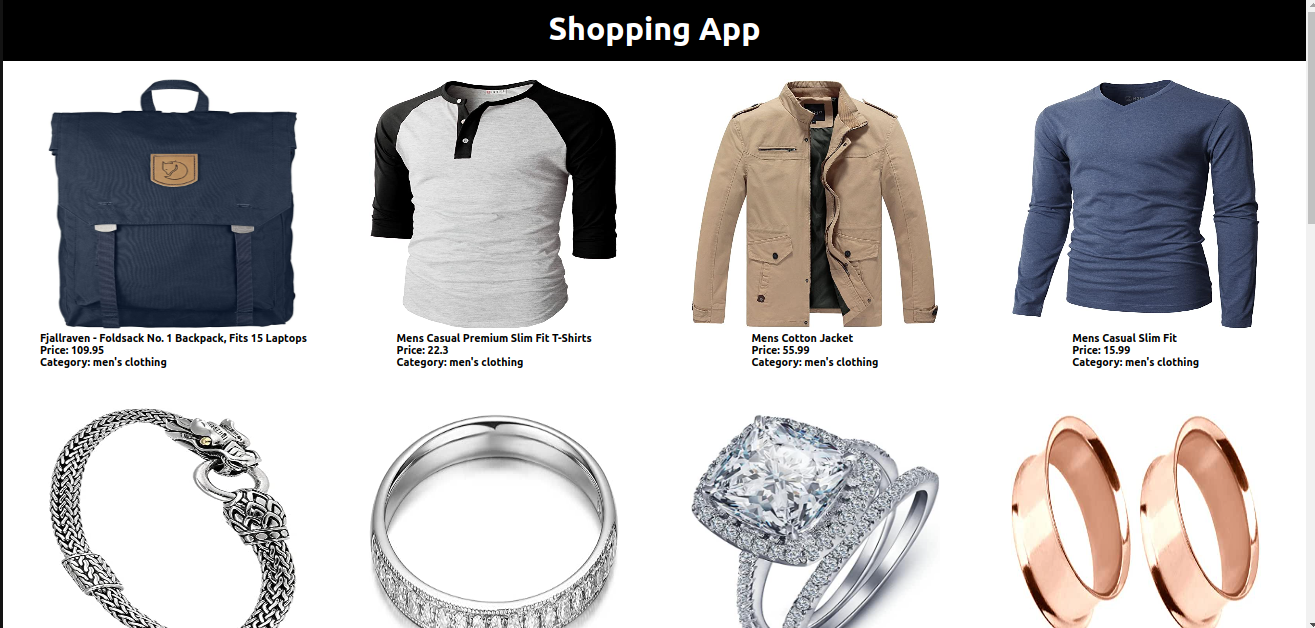 Shopping App
Fjallraven - Foldsack No. 1 Backpack, Fits 15 Laptops
Price: 109.95
Category: men's clothing
Mens Casual Premium Slim Fit T-Shirts
Price: 22.3
Category: men's clothing
Mens Cotton Jacket
Price: 55.99
Category: men's clothing
Mens Casual Slim Fit
Price: 15.99
Category: men's clothing